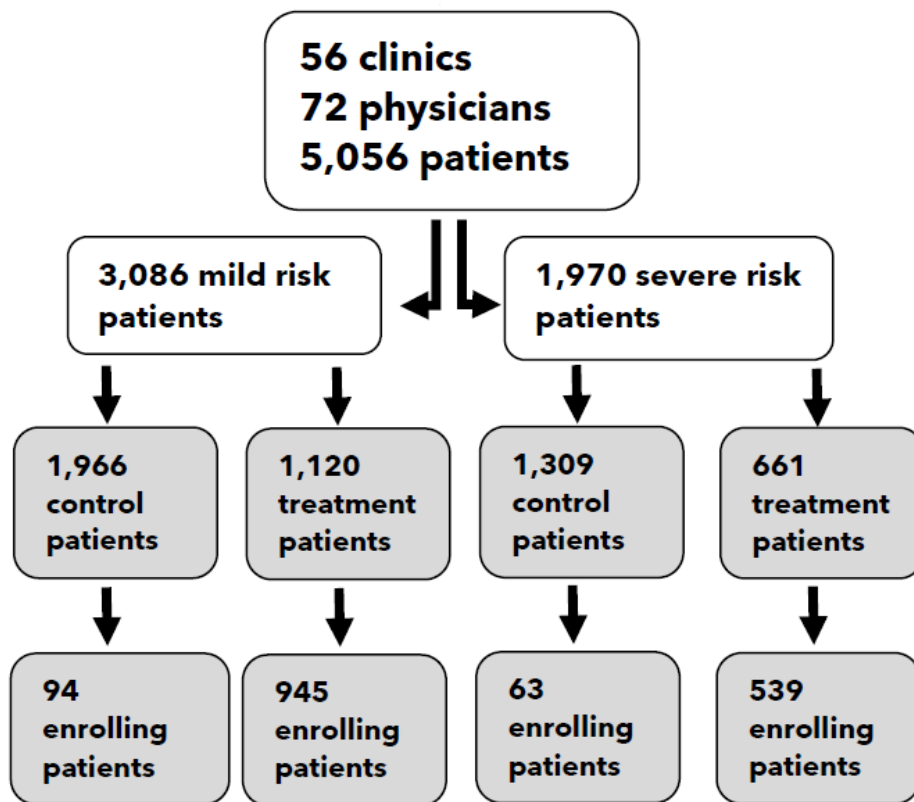 56 clinics
72 physicians
5,056 patients
3,086 mild risk
patients
1,970 severe risk
patients
1,966
control
patients
1,120
treatment
patients
1,309
control
patients
661
treatment
patients
94
enrolling
patients
945
enrolling
patients
63
enrolling
patients
539
enrolling
patients